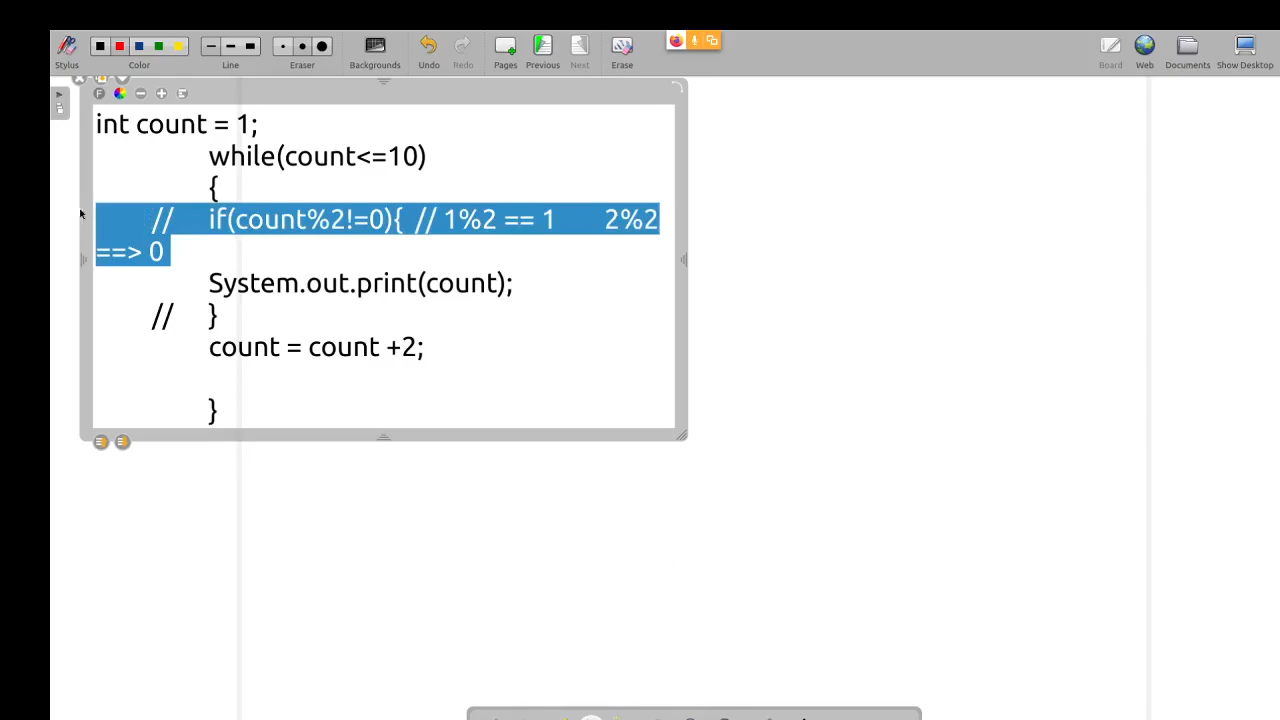 Stylus Color Line Eraser Backgrounds Undo Redo Pages Previous Next Erase Board Web Documents Show Desktop
F
int count = 1;
while(count<=10)
{
// if(count%2!=0){ // 1%2 == 1 2%2
==> 0
System.out.print(count);
// }
count = count +2;
}